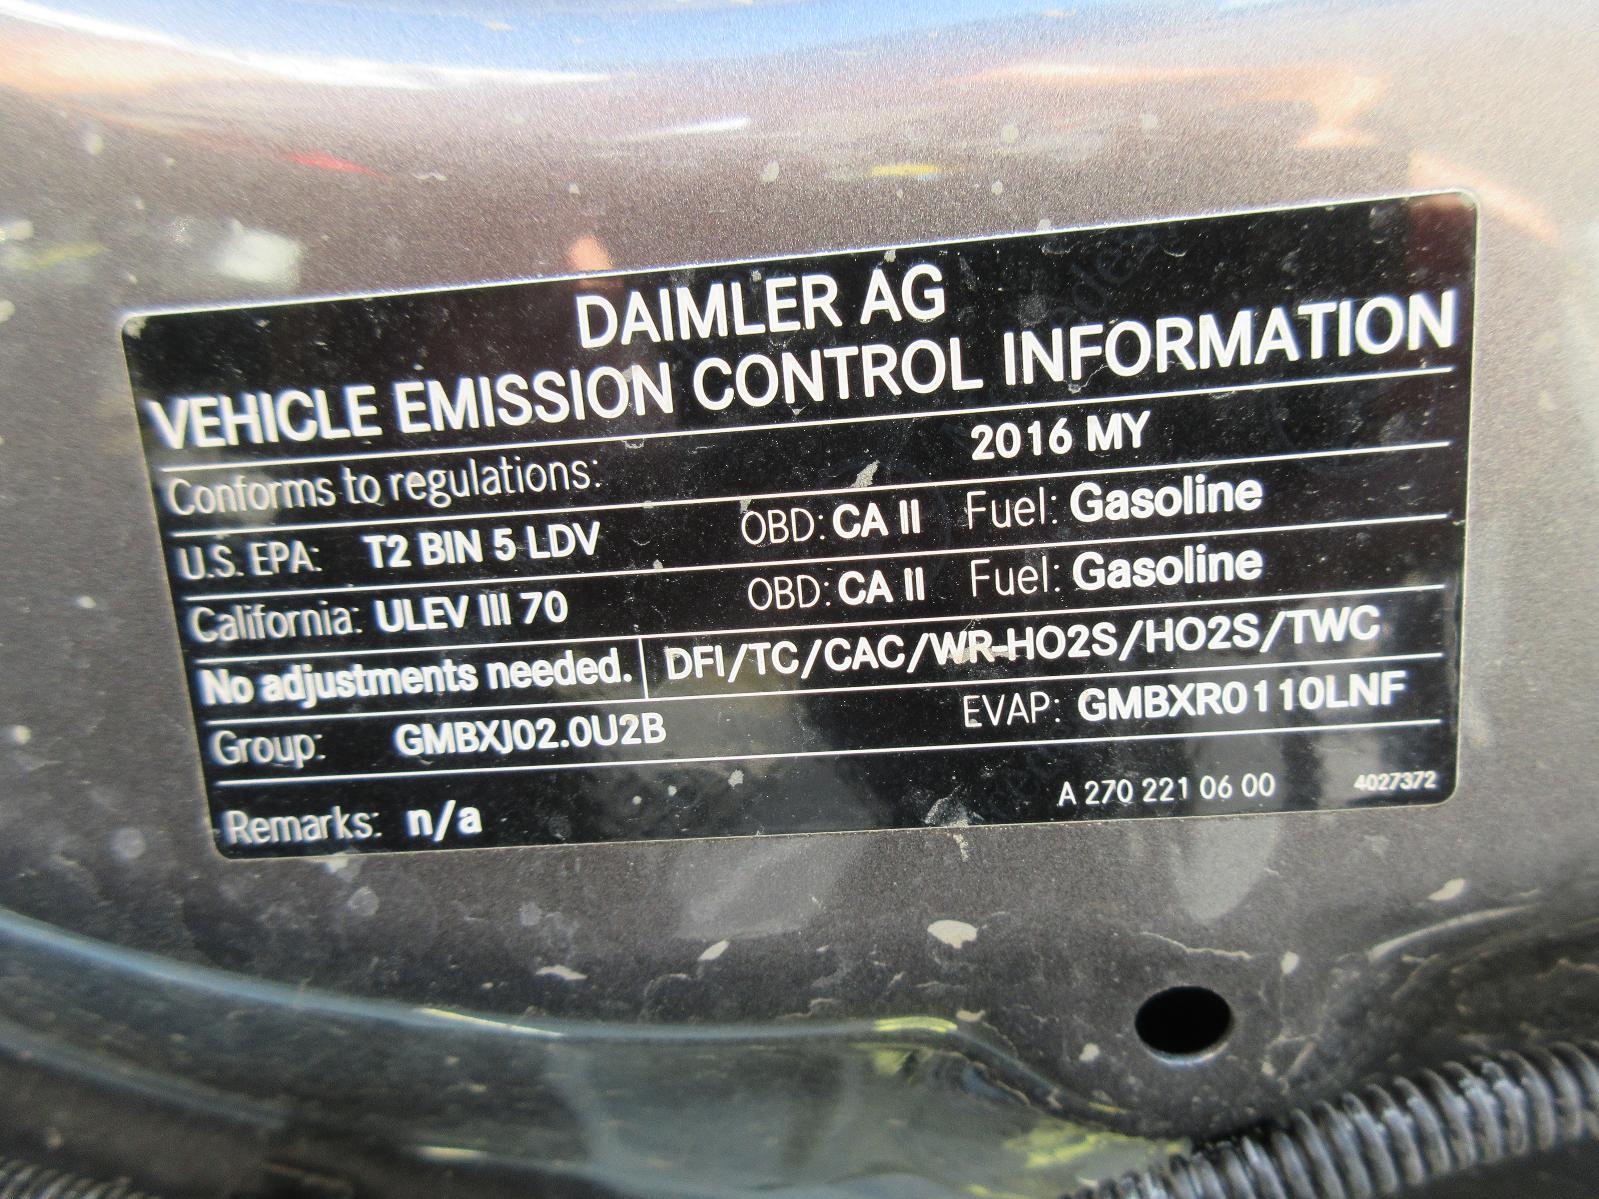 DAIMLER AG
VEHICLE EMISSION CONTROL INFORMATION
Conforms to regulations: 2016 MY
U.S. EPA: T2 BIN 5 LDV OBD: CA II Fuel: Gasoline
California: ULEV III 70 OBD: CA II Fuel: Gasoline
No adjustments needed. DFI/TC/CAC/WR-HO2S/HO2S/TWC
Group: GMBXJ02.0U2B EVAP: GMBXR0110LNF
Remarks: n/a A 270 221 06 00 4027372